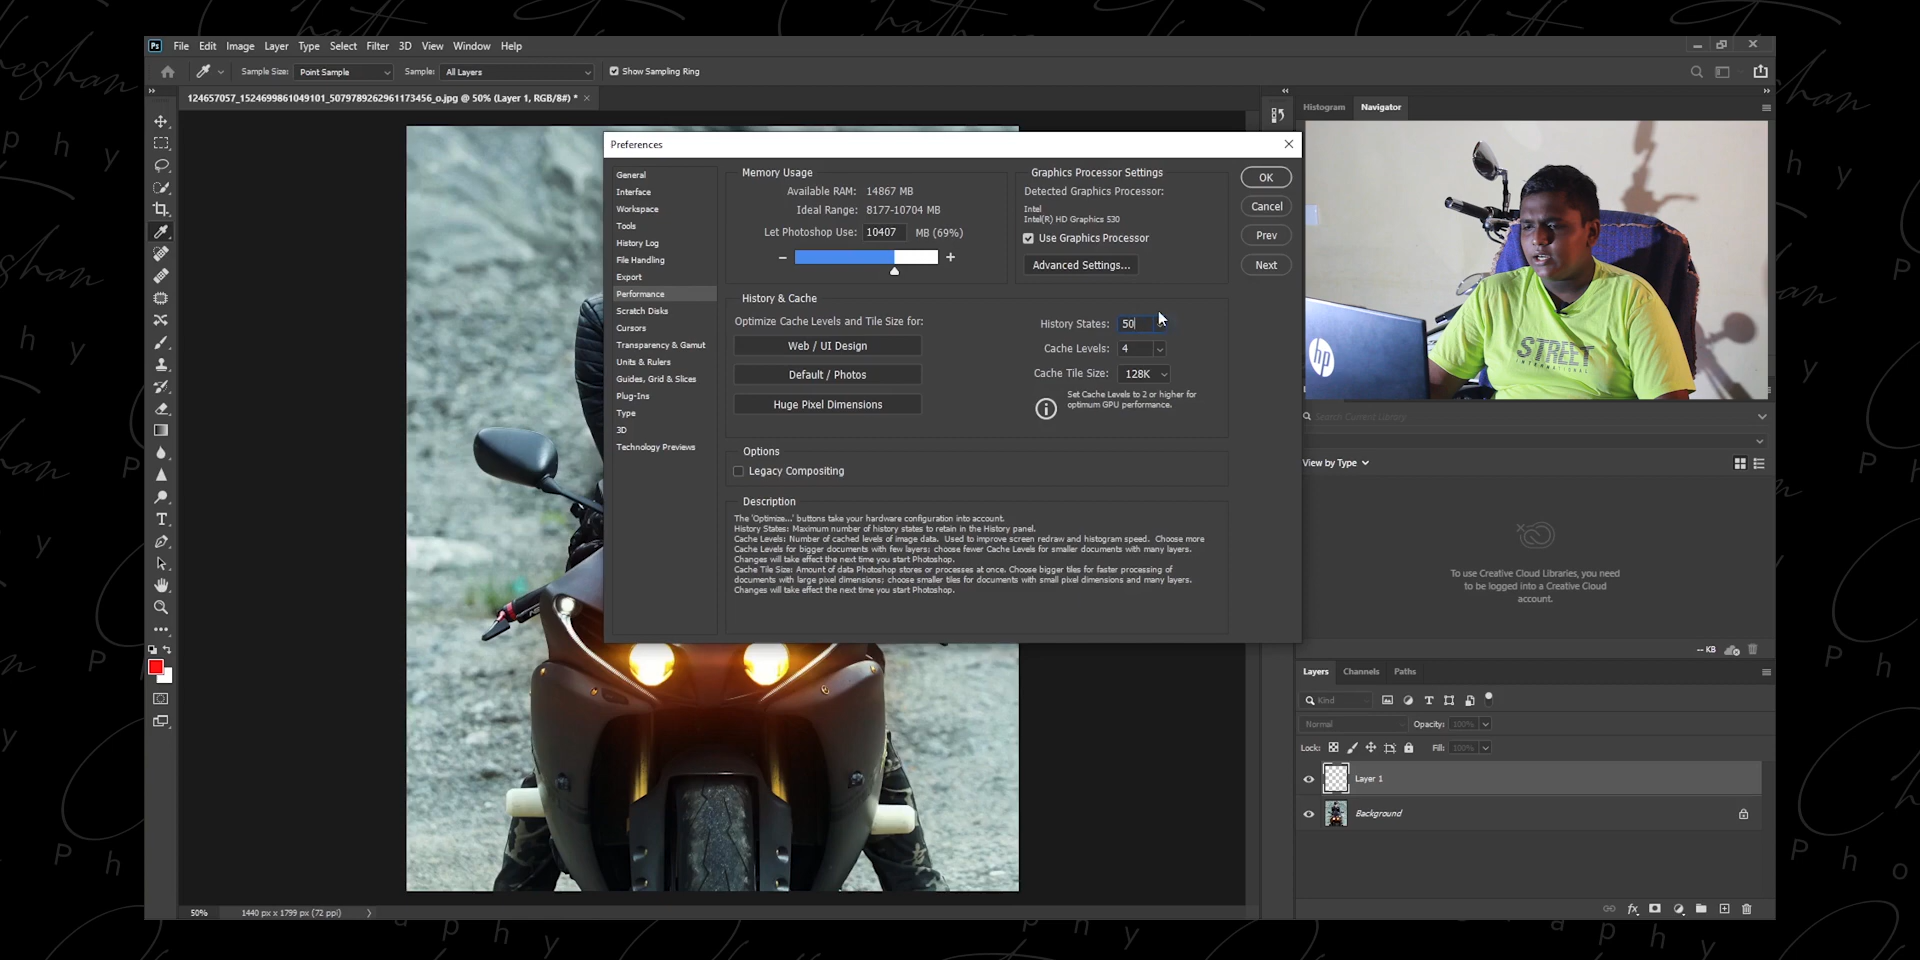 Ps File Edit Image Layer Type Select Filter 3D View Window Help
Sample Size: Point Sample Sample: All Layers Show Sampling Ring
124657057_1524699861049101_5079789262961173456_o.jpg @ 50% (Layer 1, RGB/8#) *
Histogram Navigator
Preferences
General
Interface
Workspace
Tools
History Log
File Handling
Export
Performance
Scratch Disks
Cursors
Transparency & Gamut
Units & Rulers
Guides, Grid & Slices
Plug-Ins
Type
3D
Technology Previews
Memory Usage
Available RAM: 14867 MB
Ideal Range: 8177-10704 MB
Let Photoshop Use: 10407 MB (69%)
Graphics Processor Settings
Detected Graphics Processor:
Intel
Intel(R) HD Graphics 530
Use Graphics Processor
Advanced Settings...
OK
Cancel
Prev
Next
History & Cache
Optimize Cache Levels and Tile Size for:
Web / UI Design
Default / Photos
Huge Pixel Dimensions
History States: 50
Cache Levels: 4
Cache Tile Size: 128K
Set Cache Levels to 2 or higher for
optimum GPU performance.
Options
Legacy Compositing
Description
The 'Optimize...' buttons take your hardware configuration into account.
History States: Maximum number of history states to retain in the History panel.
Cache Levels: Number of cached levels of image data. Used to improve screen redraw and histogram speed. Choose more
Cache Levels for bigger documents with few layers; choose fewer Cache Levels for smaller documents with many layers.
Changes will take effect the next time you start Photoshop.
Cache Tile Size: Amount of data Photoshop stores or processes at once. Choose bigger tiles for faster processing of
documents with large pixel dimensions; choose smaller tiles for documents with small pixel dimensions and many layers.
Changes will take effect the next time you start Photoshop.
hp
STREET
INTERNATIONAL
Search Current Library
View by Type
To use Creative Cloud Libraries, you need
to be logged into a Creative Cloud
account.
-- KB
Layers Channels Paths
Kind
Normal Opacity: 100%
Lock: Fill: 100%
Layer 1
Background
fx
50% 1440 px x 1799 px (72 ppi)